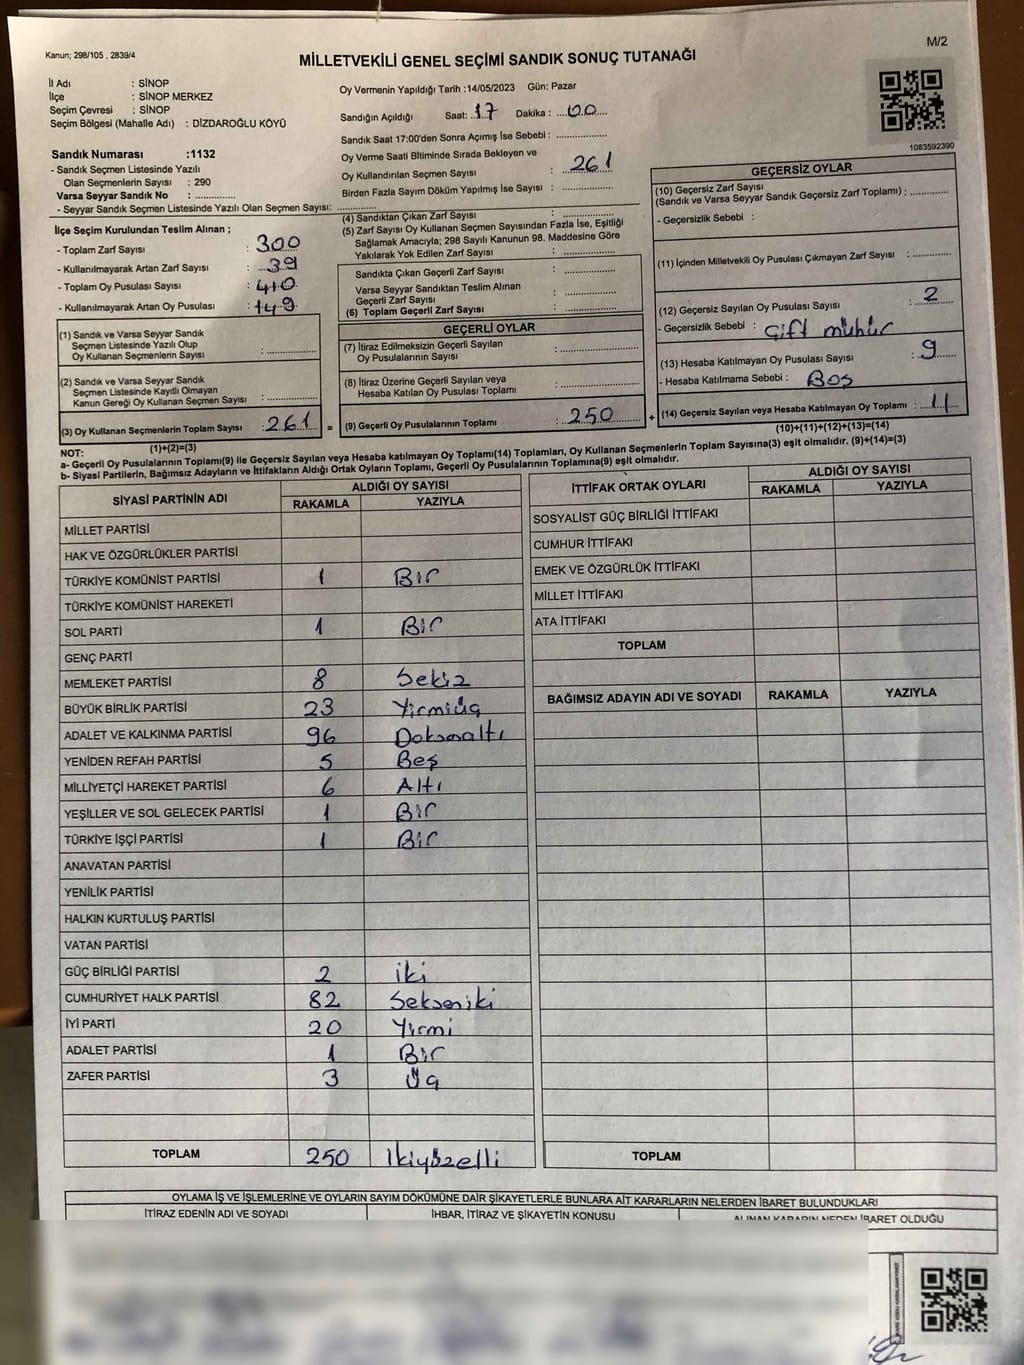 Kanun; 298/105 , 2839/4
M/2
MİLLETVEKİLİ GENEL SEÇİMİ SANDIK SONUÇ TUTANAĞI
İl Adı : SİNOP
İlçe : SİNOP MERKEZ
Seçim Çevresi : SİNOP
Seçim Bölgesi (Mahalle Adı) : DİZDAROĞLU KÖYÜ
Sandık Numarası :1132
- Sandık Seçmen Listesinde Yazılı
Olan Seçmenlerin Sayısı : 290
Varsa Seyyar Sandık No : ..............
- Seyyar Sandık Seçmen Listesinde Yazılı Olan Seçmen Sayısı: ..............
İlçe Seçim Kurulundan Teslim Alınan ;
- Toplam Zarf Sayısı : 300
- Kullanılmayarak Artan Zarf Sayısı : 39
- Toplam Oy Pusulası Sayısı : 410
- Kullanılmayarak Artan Oy Pusulası : 149
Oy Vermenin Yapıldığı Tarih :14/05/2023 Gün: Pazar
Sandığın Açıldığı Saat: 17 Dakika : 00
Sandık Saat 17:00'den Sonra Açımış İse Sebebi : ..............
Oy Verme Saati Bitiminde Sırada Bekleyen ve
Oy Kullandırılan Seçmen Sayısı : 261
Birden Fazla Sayım Döküm Yapılmış İse Sayısı : ..............
(4) Sandıktan Çıkan Zarf Sayısı : ..............
(5) Zarf Sayısı Oy Kullanan Seçmen Sayısından Fazla İse, Eşitliği
Sağlamak Amacıyla; 298 Sayılı Kanunun 98. Maddesine Göre
Yakılarak Yok Edilen Zarf Sayısı : ..............
Sandıkta Çıkan Geçerli Zarf Sayısı : ..............
Varsa Seyyar Sandıktan Teslim Alınan
Geçerli Zarf Sayısı : ..............
(6) Toplam Geçerli Zarf Sayısı : ..............
1083592390
GEÇERSİZ OYLAR
(10) Geçersiz Zarf Sayısı
(Sandık ve Varsa Seyyar Sandık Geçersiz Zarf Toplamı) : ..............
- Geçersizlik Sebebi :
(11) İçinden Milletvekili Oy Pusulası Çıkmayan Zarf Sayısı : ..............
(12) Geçersiz Sayılan Oy Pusulası Sayısı : 2
- Geçersizlik Sebebi : Çift mühür
(13) Hesaba Katılmayan Oy Pusulası Sayısı : 9
- Hesaba Katılmama Sebebi : Boş
(14) Geçersiz Sayılan veya Hesaba Katılmayan Oy Toplamı : 11
(10)+(11)+(12)+(13)=(14)
(1) Sandık ve Varsa Seyyar Sandık
Seçmen Listesinde Yazılı Olup
Oy Kullanan Seçmenlerin Sayısı : ..............
(2) Sandık ve Varsa Seyyar Sandık
Seçmen Listesinde Kayıtlı Olmayan
Kanun Gereği Oy Kullanan Seçmen Sayısı : ..............
(3) Oy Kullanan Seçmenlerin Toplam Sayısı : 261 =
(1)+(2)=(3)
GEÇERLİ OYLAR
(7) İtiraz Edilmeksizin Geçerli Sayılan
Oy Pusulalarının Sayısı : ..............
(8) İtiraz Üzerine Geçerli Sayılan veya
Hesaba Katılan Oy Pusulası Toplamı : ..............
(9) Geçerli Oy Pusulalarının Toplamı : 250 +
NOT:
a- Geçerli Oy Pusulalarının Toplamı(9) ile Geçersiz Sayılan veya Hesaba katılmayan Oy Toplamı(14) Toplamları, Oy Kullanan Seçmenlerin Toplam Sayısına(3) eşit olmalıdır. (9)+(14)=(3)
b- Siyasi Partilerin, Bağımsız Adayların ve İttifakların Aldığı Ortak Oyların Toplamı, Geçerli Oy Pusulalarının Toplamına(9) eşit olmalıdır.
SİYASİ PARTİNİN ADI ALDIĞI OY SAYISI
RAKAMLA YAZIYLA
MİLLET PARTİSİ
HAK VE ÖZGÜRLÜKLER PARTİSİ
TÜRKİYE KOMÜNİST PARTİSİ 1 Bir
TÜRKİYE KOMÜNİST HAREKETİ
SOL PARTİ 1 Bir
GENÇ PARTİ
MEMLEKET PARTİSİ 8 Sekiz
BÜYÜK BİRLİK PARTİSİ 23 Yirmiüç
ADALET VE KALKINMA PARTİSİ 96 Doksanaltı
YENİDEN REFAH PARTİSİ 5 Beş
MİLLİYETÇİ HAREKET PARTİSİ 6 Altı
YEŞİLLER VE SOL GELECEK PARTİSİ 1 Bir
TÜRKİYE İŞÇİ PARTİSİ 1 Bir
ANAVATAN PARTİSİ
YENİLİK PARTİSİ
HALKIN KURTULUŞ PARTİSİ
VATAN PARTİSİ
GÜÇ BİRLİĞİ PARTİSİ 2 iki
CUMHURİYET HALK PARTİSİ 82 Sekseniki
İYİ PARTİ 20 Yirmi
ADALET PARTİSİ 1 Bir
ZAFER PARTİSİ 3 Üç
TOPLAM 250 İkiyüzelli
İTTİFAK ORTAK OYLARI ALDIĞI OY SAYISI
RAKAMLA YAZIYLA
SOSYALİST GÜÇ BİRLİĞİ İTTİFAKI
CUMHUR İTTİFAKI
EMEK VE ÖZGÜRLÜK İTTİFAKI
MİLLET İTTİFAKI
ATA İTTİFAKI
TOPLAM
BAĞIMSIZ ADAYIN ADI VE SOYADI RAKAMLA YAZIYLA
TOPLAM
OYLAMA İŞ VE İŞLEMLERİNE VE OYLARIN SAYIM DÖKÜMÜNE DAİR ŞİKAYETLERLE BUNLARA AİT KARARLARIN NELERDEN İBARET BULUNDUKLARI
İTİRAZ EDENİN ADI VE SOYADI İHBAR, İTİRAZ VE ŞİKAYETİN KONUSU ALINAN KARARIN NEDEN İBARET OLDUĞU